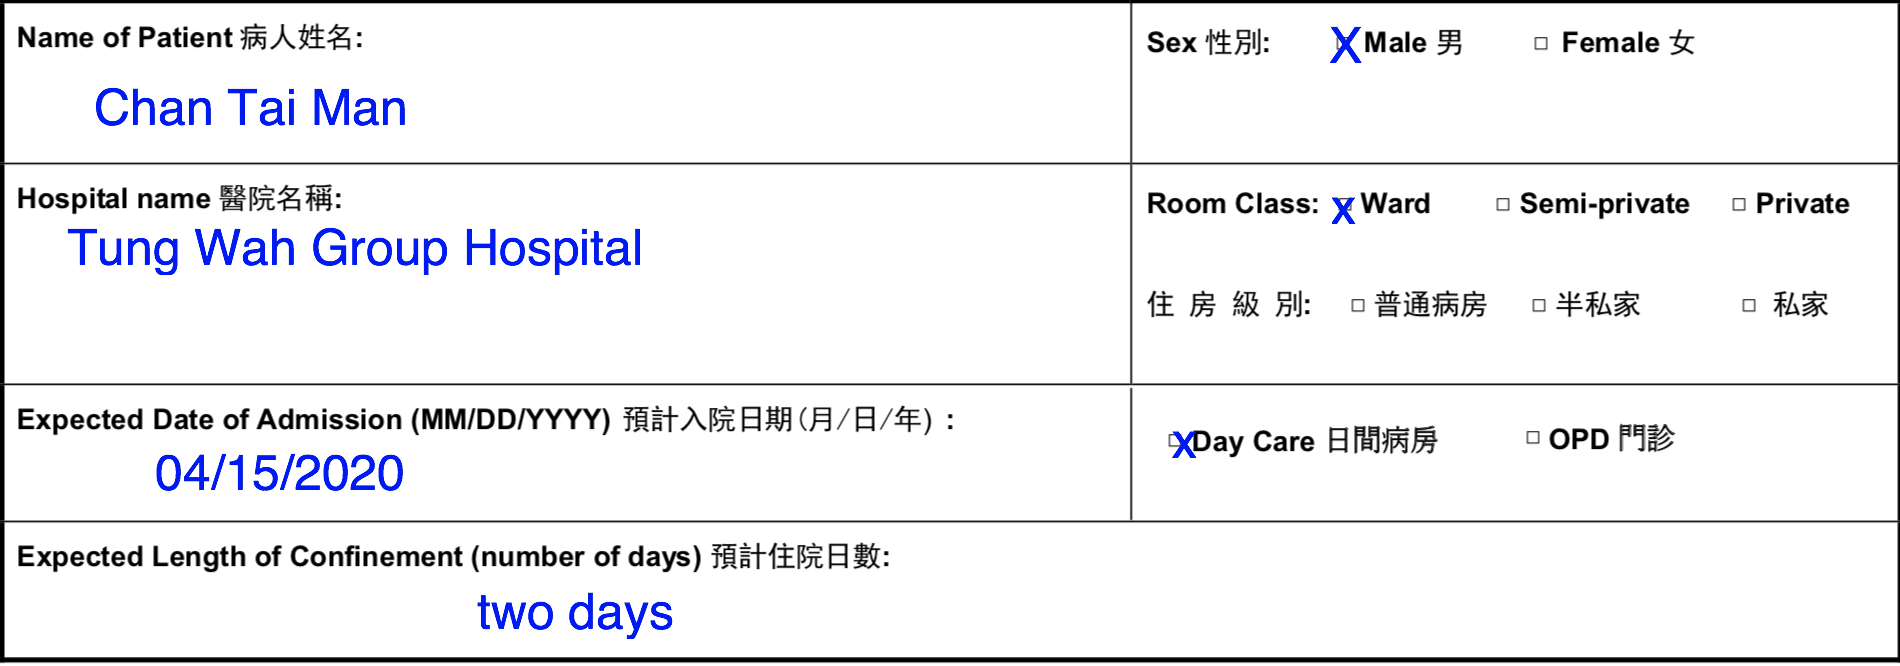 Name of Patient 病人姓名:
Chan Tai Man
Sex 性別: X Male 男 □ Female 女
Hospital name 醫院名稱:
Tung Wah Group Hospital
Room Class: X Ward □ Semi-private □ Private
住 房 級 別: □ 普通病房 □ 半私家 □ 私家
Expected Date of Admission (MM/DD/YYYY) 預計入院日期(月/日/年) :
04/15/2020
X Day Care 日間病房 □ OPD 門診
Expected Length of Confinement (number of days) 預計住院日數:
two days